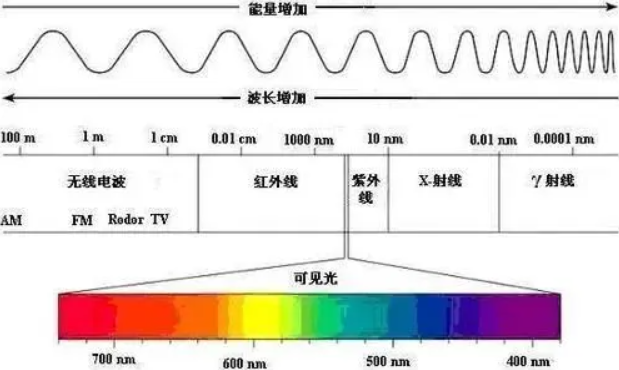 能量增加
波长增加
100 m 1 m 1 cm 0.01 cm 1000 nm 10 nm 0.01 nm 0.0001 nm
无线电波 红外线 紫外线 X-射线 γ射线
AM FM Rodor TV
可见光
700 nm 600 nm 500 nm 400 nm